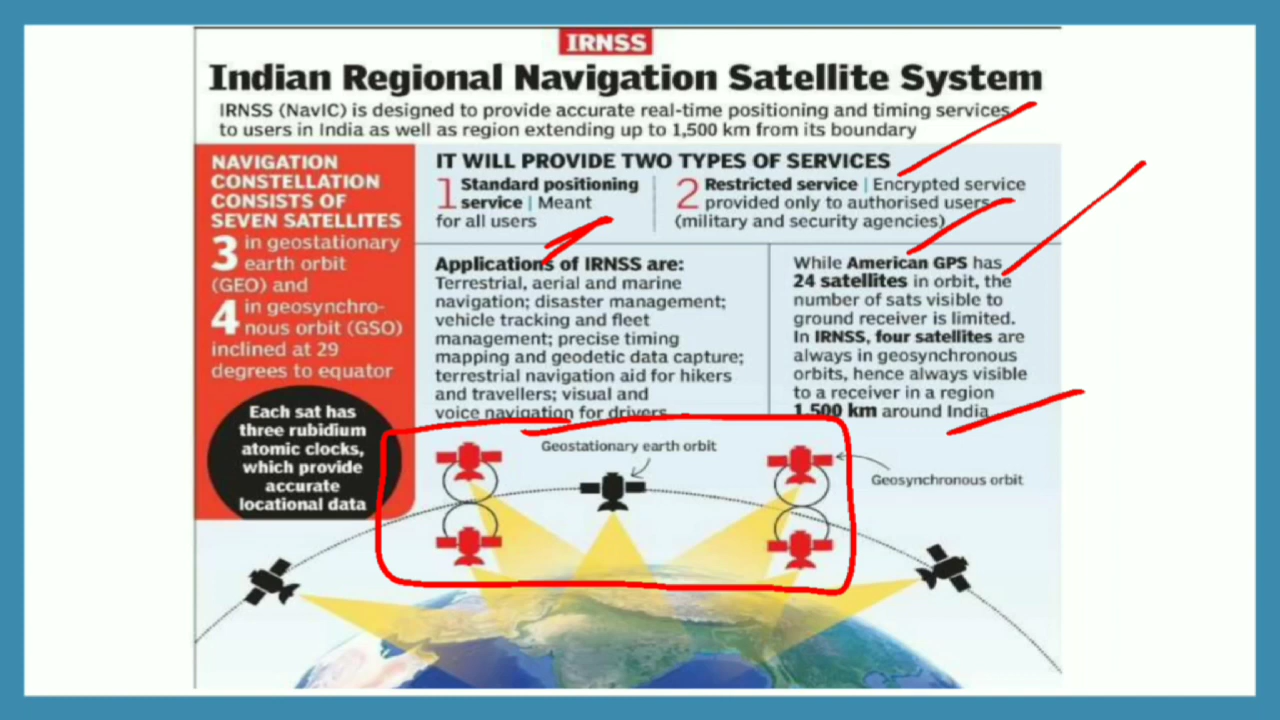 IRNSS
Indian Regional Navigation Satellite System
IRNSS (NavIC) is designed to provide accurate real-time positioning and timing services
to users in India as well as region extending up to 1,500 km from its boundary
NAVIGATION
CONSTELLATION
CONSISTS OF
SEVEN SATELLITES
3 in geostationary
earth orbit
(GEO) and
4 in geosynchro-
nous orbit (GSO)
inclined at 29
degrees to equator
Each sat has
three rubidium
atomic clocks,
which provide
accurate
locational data
IT WILL PROVIDE TWO TYPES OF SERVICES
1 Standard positioning
service | Meant
for all users
2 Restricted service | Encrypted service
provided only to authorised users
(military and security agencies)
Applications of IRNSS are:
Terrestrial, aerial and marine
navigation; disaster management;
vehicle tracking and fleet
management; precise timing
mapping and geodetic data capture;
terrestrial navigation aid for hikers
and travellers; visual and
voice navigation for drivers
While American GPS has
24 satellites in orbit, the
number of sats visible to
ground receiver is limited.
In IRNSS, four satellites are
always in geosynchronous
orbits, hence always visible
to a receiver in a region
1,500 km around India
Geostationary earth orbit
Geosynchronous orbit